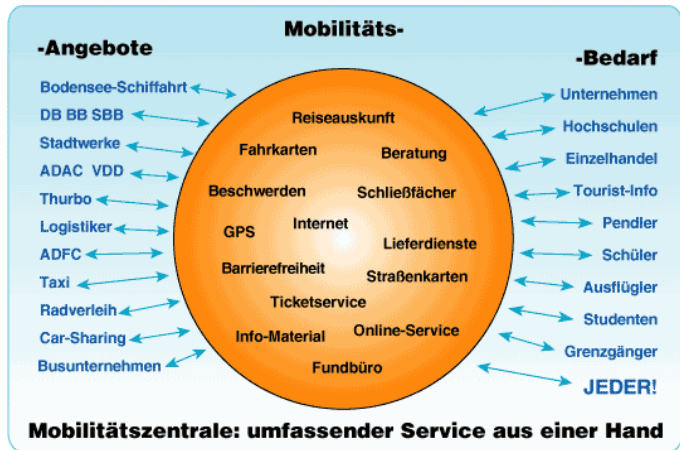 Mobilitäts-
-Angebote
-Bedarf
Bodensee-Schiffahrt
DB BB SBB
Stadtwerke
ADAC VDD
Thurbo
Logistiker
ADFC
Taxi
Radverleih
Car-Sharing
Busunternehmen
Reiseauskunft
Fahrkarten
Beratung
Beschwerden
Schließfächer
Internet
GPS
Lieferdienste
Barrierefreiheit
Straßenkarten
Ticketservice
Info-Material
Online-Service
Fundbüro
Unternehmen
Hochschulen
Einzelhandel
Tourist-Info
Pendler
Schüler
Ausflügler
Studenten
Grenzgänger
JEDER!
Mobilitätszentrale: umfassender Service aus einer Hand